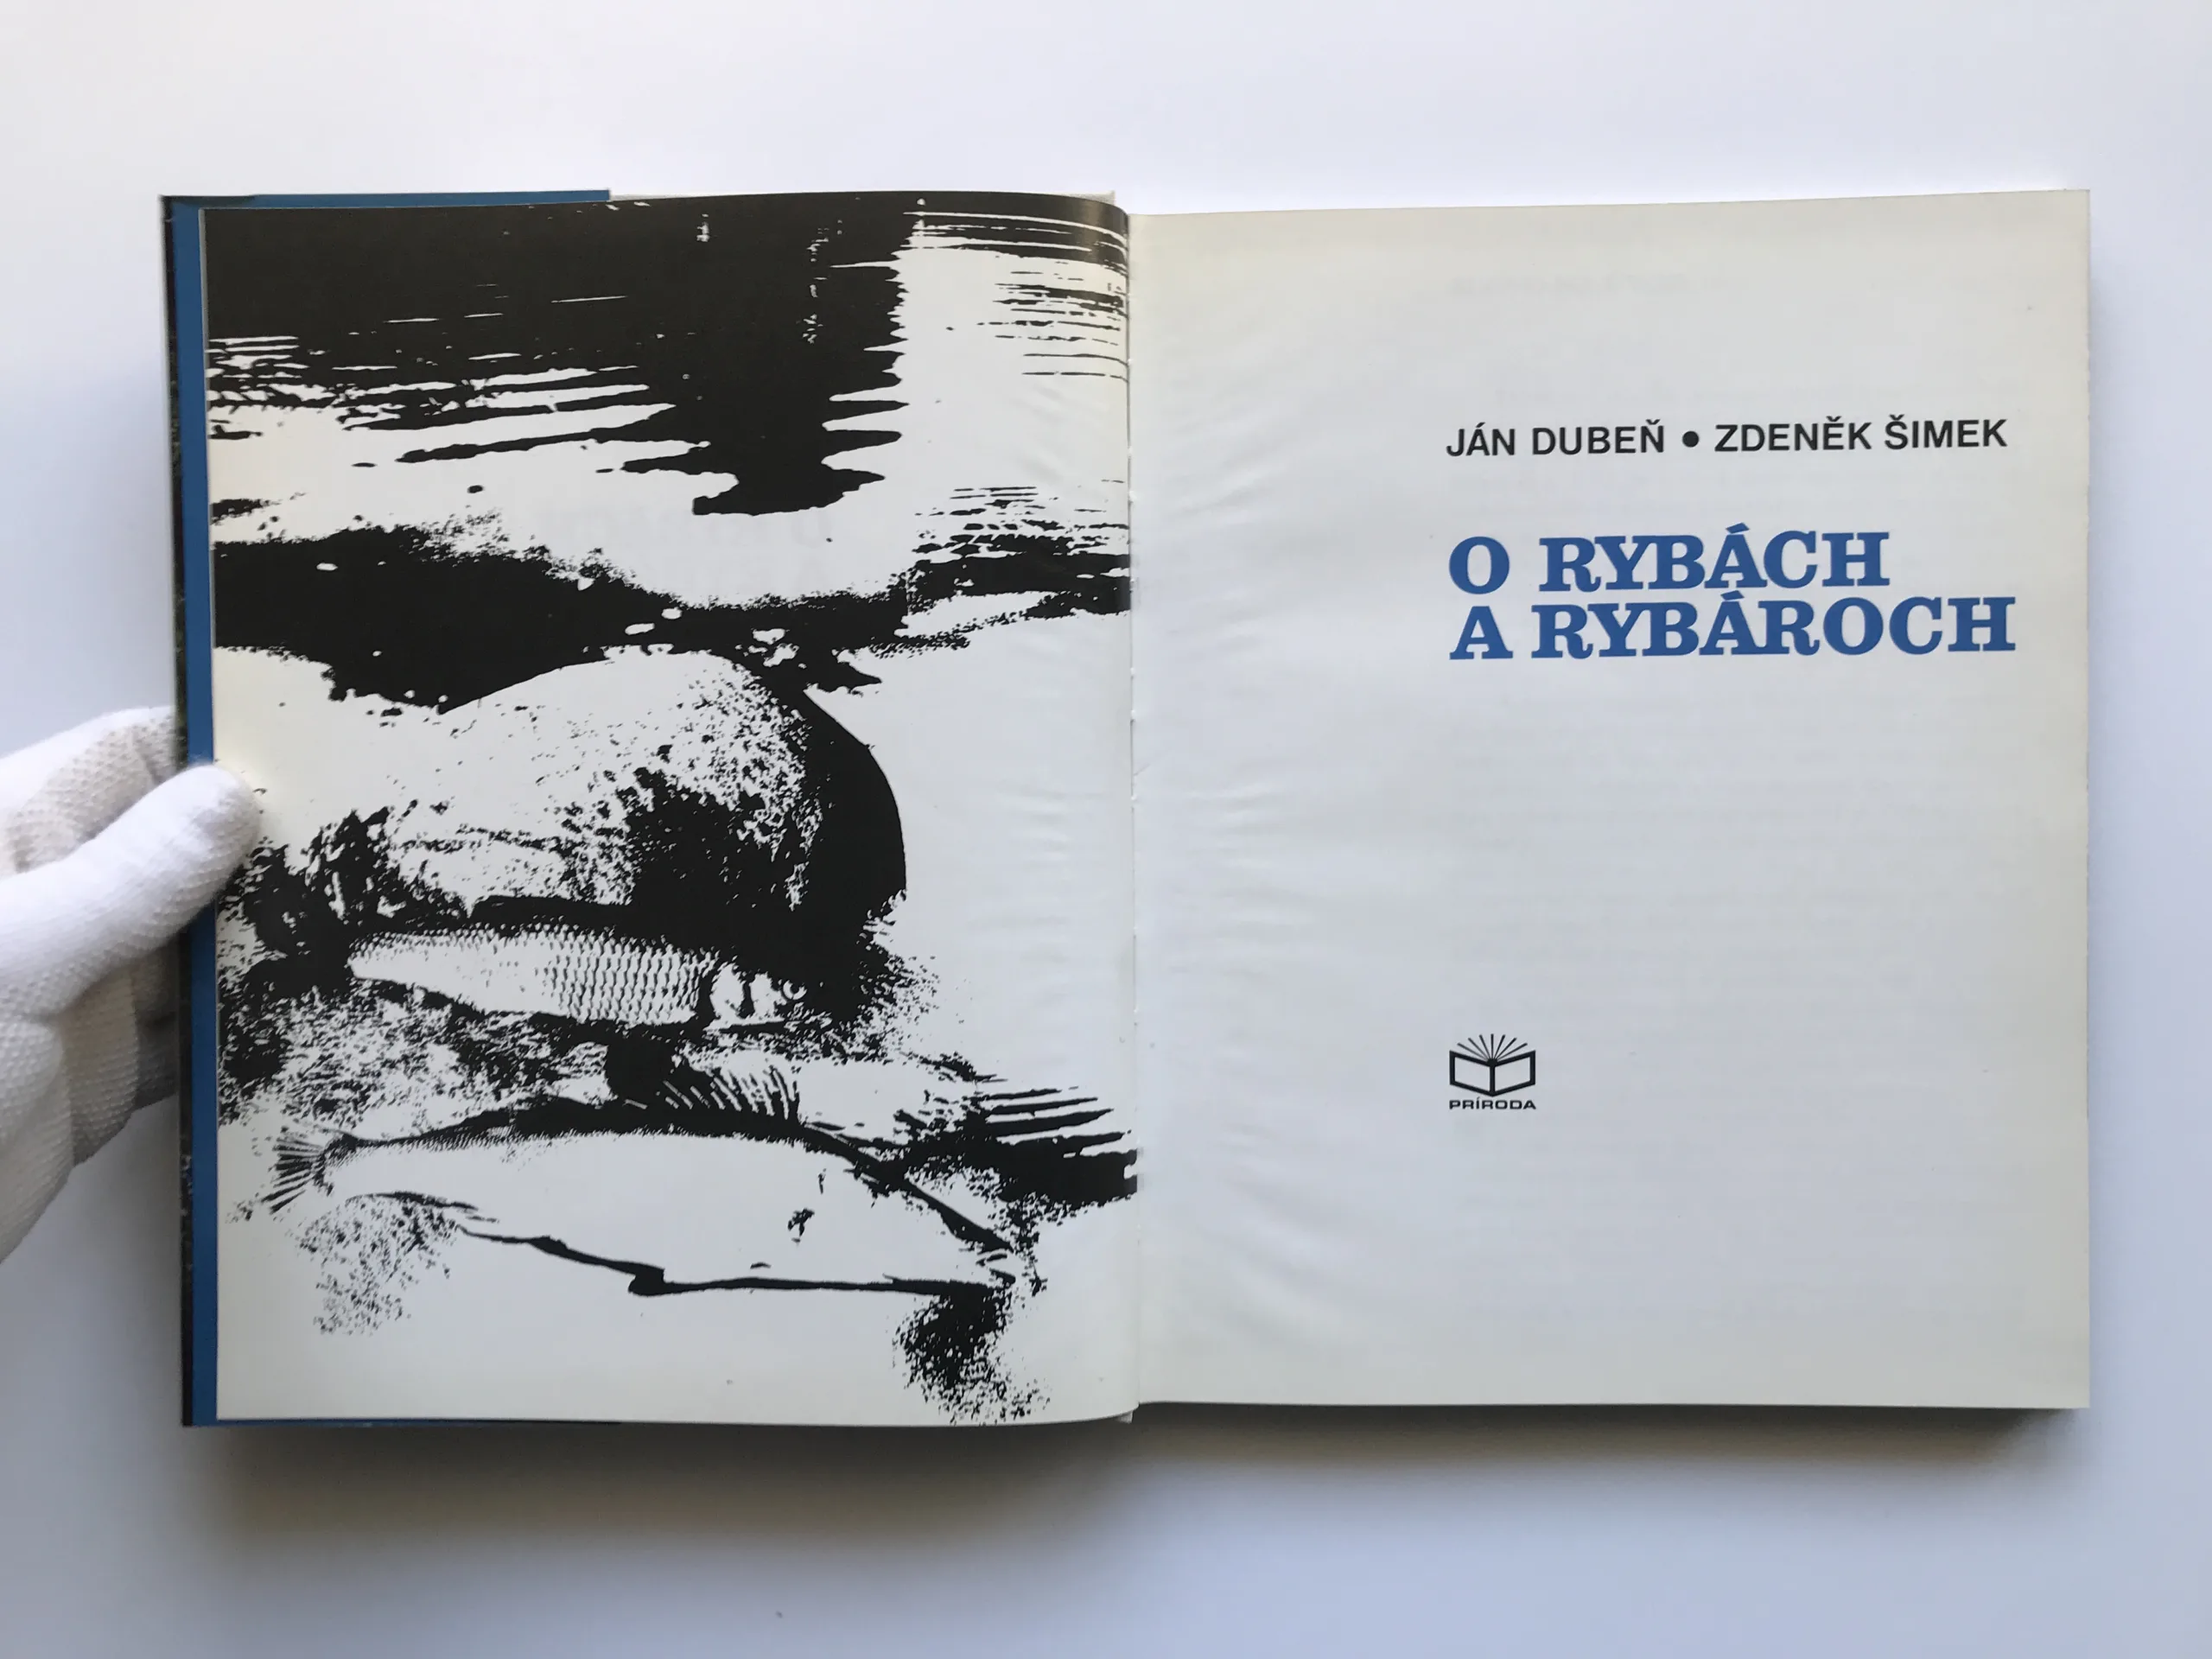 JÁN DUBEŇ • ZDENĚK ŠIMEK
O RYBÁCH
A RYBÁROCH
PRÍRODA